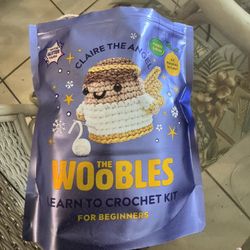 CLAIRE THE ANGEL
THE
WOOBLES
LEARN TO CROCHET KIT
FOR BEGINNERS